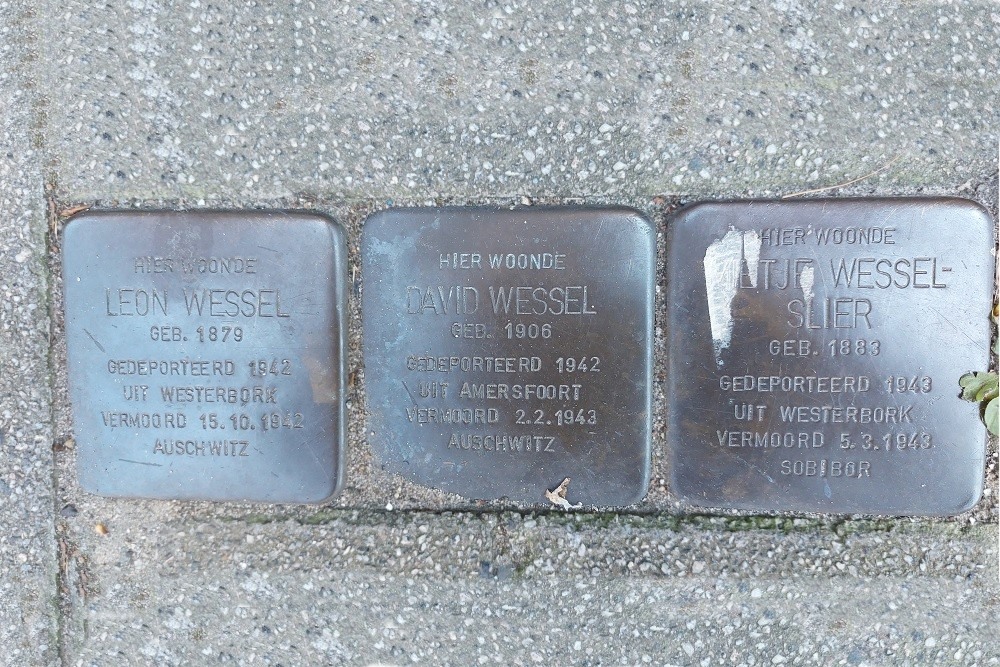 HIER WOONDE
LEON WESSEL
GEB. 1879
GEDEPORTEERD 1942
UIT WESTERBORK
VERMOORD 15.10.1942
AUSCHWITZ
HIER WOONDE
DAVID WESSEL
GEB. 1906
GEDEPORTEERD 1942
UIT AMERSFOORT
VERMOORD 2.2.1943
AUSCHWITZ
HIER WOONDE
WESSEL-
SLIER
GEB. 1883
GEDEPORTEERD 1943
UIT WESTERBORK
VERMOORD 5.3.1943
SOBIBOR